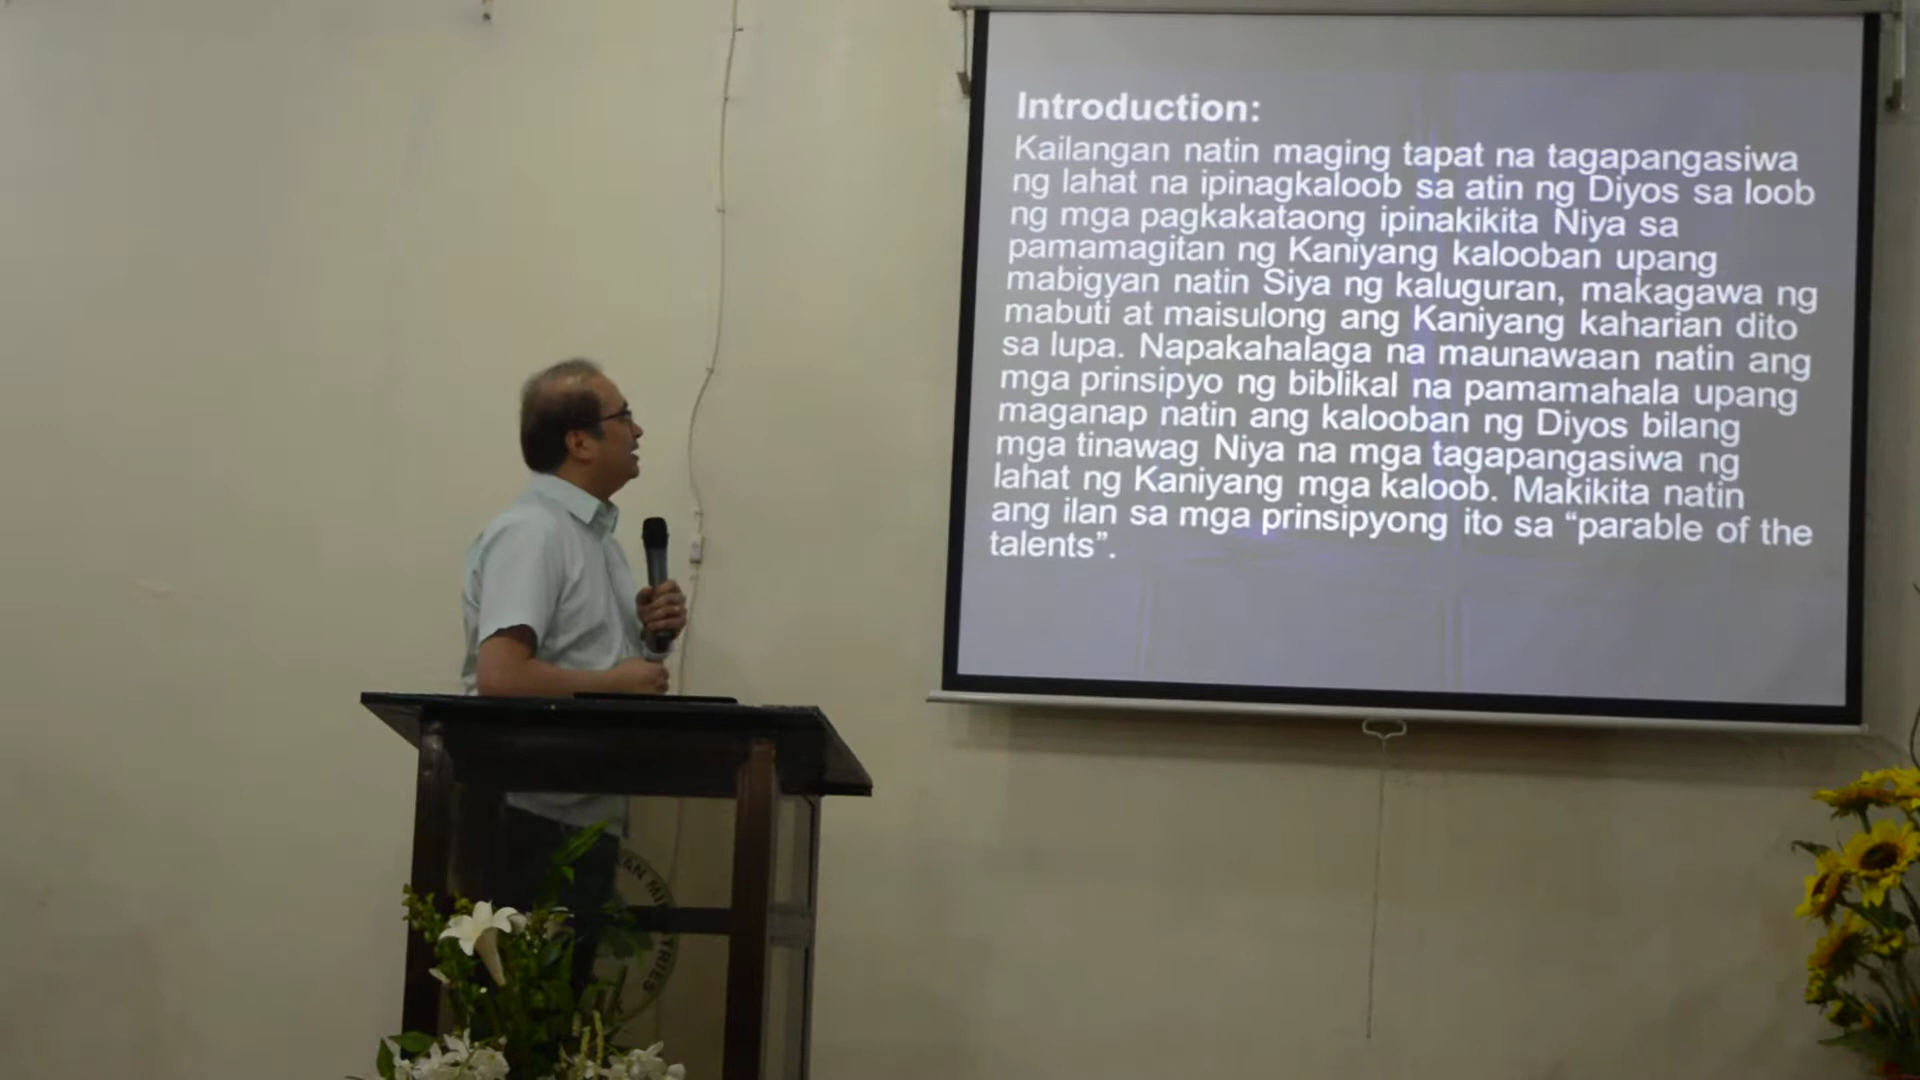 Introduction:
Kailangan natin maging tapat na tagapangasiwa
ng lahat na ipinagkaloob sa atin ng Diyos sa loob
ng mga pagkakataong ipinakikita Niya sa
pamamagitan ng Kaniyang kalooban upang
mabigyan natin Siya ng kaluguran, makagawa ng
mabuti at maisulong ang Kaniyang kaharian dito
sa lupa. Napakahalaga na maunawaan natin ang
mga prinsipyo ng biblikal na pamamahala upang
maganap natin ang kalooban ng Diyos bilang
mga tinawag Niya na mga tagapangasiwa ng
lahat ng Kaniyang mga kaloob. Makikita natin
ang ilan sa mga prinsipyong ito sa “parable of the
talents”.